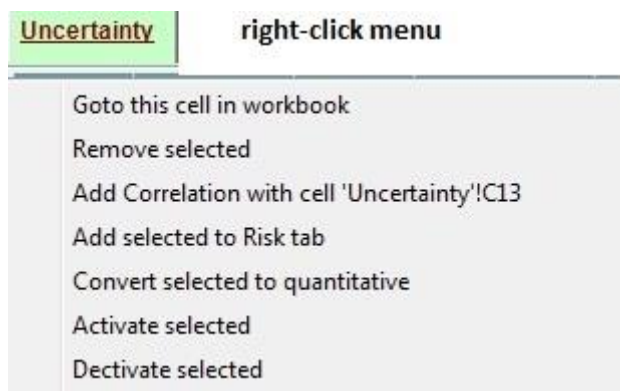 Uncertainty right-click menu
Goto this cell in workbook
Remove selected
Add Correlation with cell 'Uncertainty'!C13
Add selected to Risk tab
Convert selected to quantitative
Activate selected
Dectivate selected